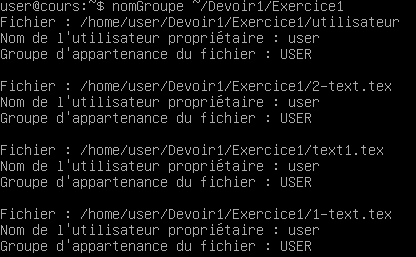 user@cours:~$ nomGroupe ~/Devoir1/Exercice1
Fichier : /home/user/Devoir1/Exercice1/utilisateur
Nom de l'utilisateur propriétaire : user
Groupe d'appartenance du fichier : USER
Fichier : /home/user/Devoir1/Exercice1/2-text.tex
Nom de l'utilisateur propriétaire : user
Groupe d'appartenance du fichier : USER
Fichier : /home/user/Devoir1/Exercice1/text1.tex
Nom de l'utilisateur propriétaire : user
Groupe d'appartenance du fichier : USER
Fichier : /home/user/Devoir1/Exercice1/1-text.tex
Nom de l'utilisateur propriétaire : user
Groupe d'appartenance du fichier : USER